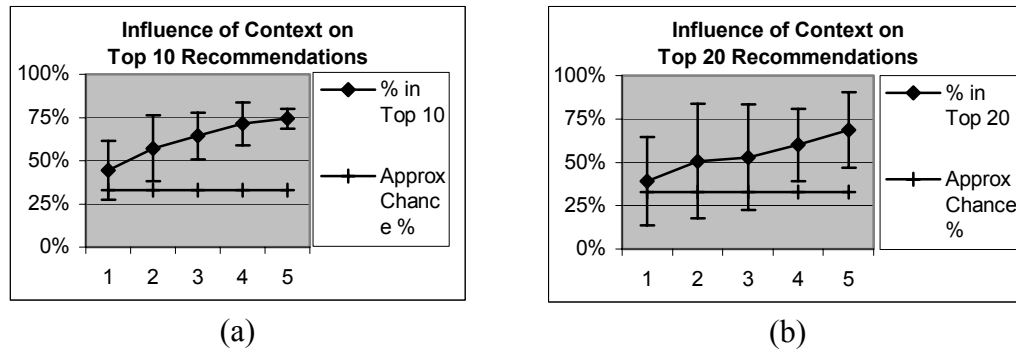 Influence of Context on
Top 10 Recommendations
100%
75%
50%
25%
0%
1 2 3 4 5
% in
Top 10
Approx
Chanc
e %
(a)
Influence of Context on
Top 20 Recommendations
100%
75%
50%
25%
0%
1 2 3 4 5
% in
Top 20
Approx
Chance
%
(b)